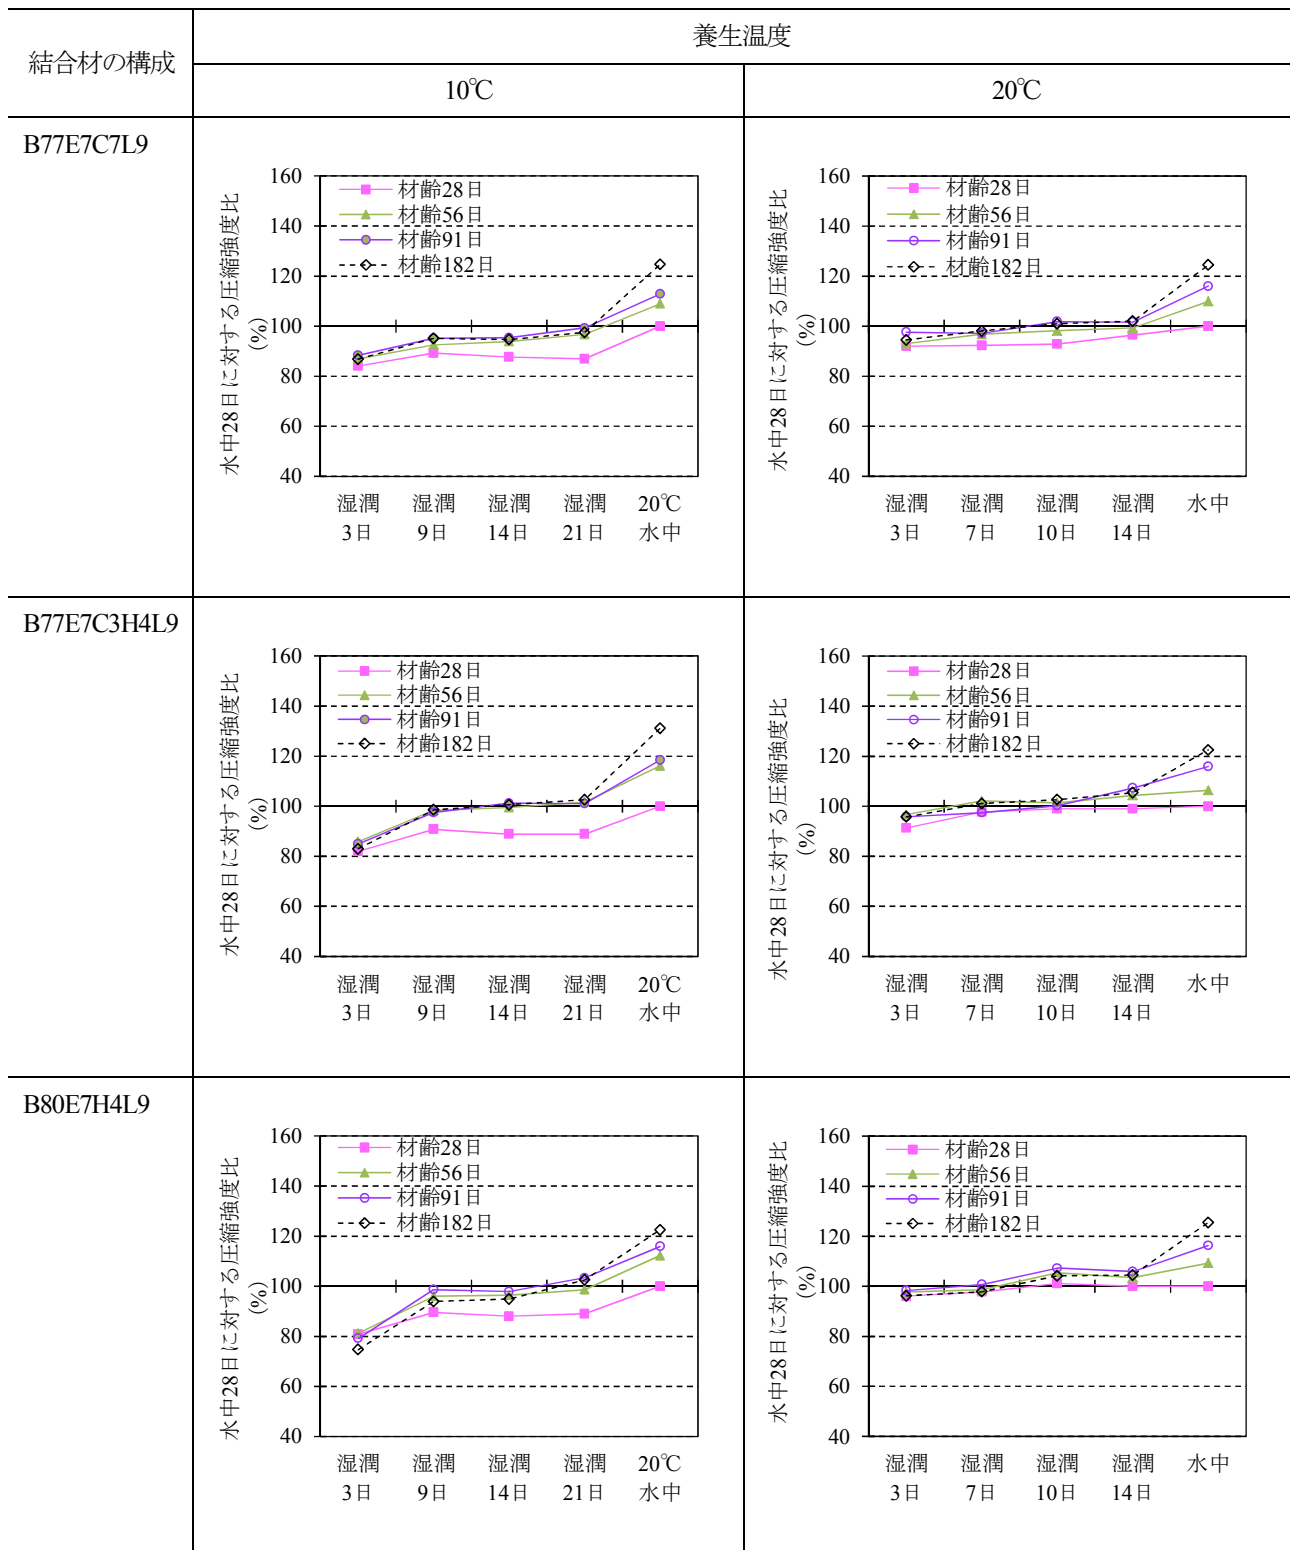 結合材の構成
養生温度
10℃
20℃
B77E7C7L9
水中28日に対する圧縮強度比
(%)
160
140
120
100
80
60
40
材齢28日
材齢56日
材齢91日
材齢182日
湿潤 湿潤 湿潤 湿潤 20℃
3日 9日 14日 21日 水中
水中28日に対する圧縮強度比
(%)
160
140
120
100
80
60
40
材齢28日
材齢56日
材齢91日
材齢182日
湿潤 湿潤 湿潤 湿潤 水中
3日 7日 10日 14日
B77E7C3H4L9
水中28日に対する圧縮強度比
(%)
160
140
120
100
80
60
40
材齢28日
材齢56日
材齢91日
材齢182日
湿潤 湿潤 湿潤 湿潤 20℃
3日 9日 14日 21日 水中
水中28日に対する圧縮強度比
(%)
160
140
120
100
80
60
40
材齢28日
材齢56日
材齢91日
材齢182日
湿潤 湿潤 湿潤 湿潤 水中
3日 7日 10日 14日
B80E7H4L9
水中28日に対する圧縮強度比
(%)
160
140
120
100
80
60
40
材齢28日
材齢56日
材齢91日
材齢182日
湿潤 湿潤 湿潤 湿潤 20℃
3日 9日 14日 21日 水中
水中28日に対する圧縮強度比
(%)
160
140
120
100
80
60
40
材齢28日
材齢56日
材齢91日
材齢182日
湿潤 湿潤 湿潤 湿潤 水中
3日 7日 10日 14日